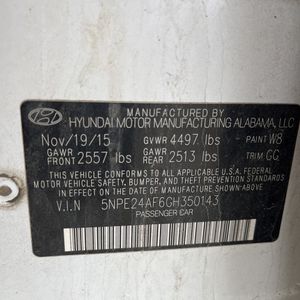 MANUFACTURED BY
HYUNDAI MOTOR MANUFACTURING ALABAMA, LLC
Nov/19/15 GVWR 4497 lbs PAINT W8
GAWR FRONT 2557 lbs GAWR REAR 2513 lbs TRIM GG
THIS VEHICLE CONFORMS TO ALL APPLICABLE U.S. FEDERAL
MOTOR VEHICLE SAFETY, BUMPER, AND THEFT PREVENTION STANDARDS
IN EFFECT ON THE DATE OF MANUFACTURE SHOWN ABOVE.
V.I.N 5NPE24AF6GH350143
PASSENGER CAR